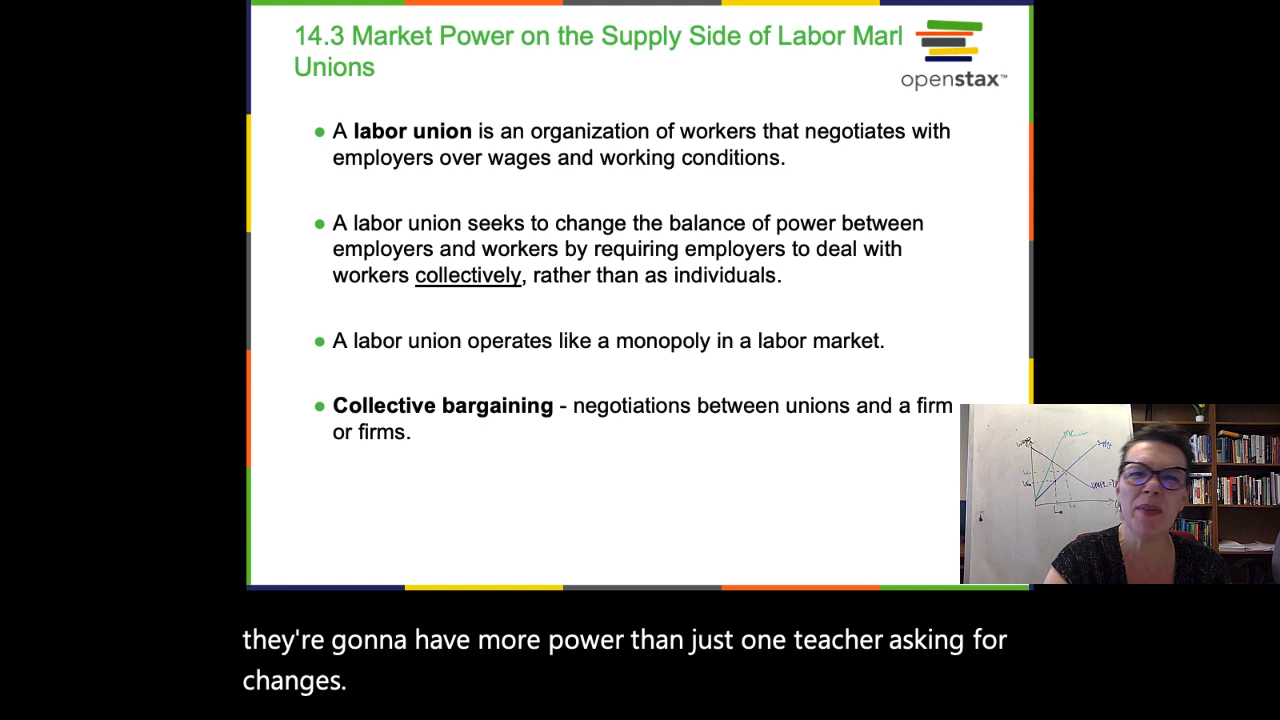 14.3 Market Power on the Supply Side of Labor Marl
Unions
openstax™
● A labor union is an organization of workers that negotiates with
employers over wages and working conditions.
● A labor union seeks to change the balance of power between
employers and workers by requiring employers to deal with
workers collectively, rather than as individuals.
● A labor union operates like a monopoly in a labor market.
● Collective bargaining - negotiations between unions and a firm
or firms.
Supply
they're gonna have more power than just one teacher asking for
changes.